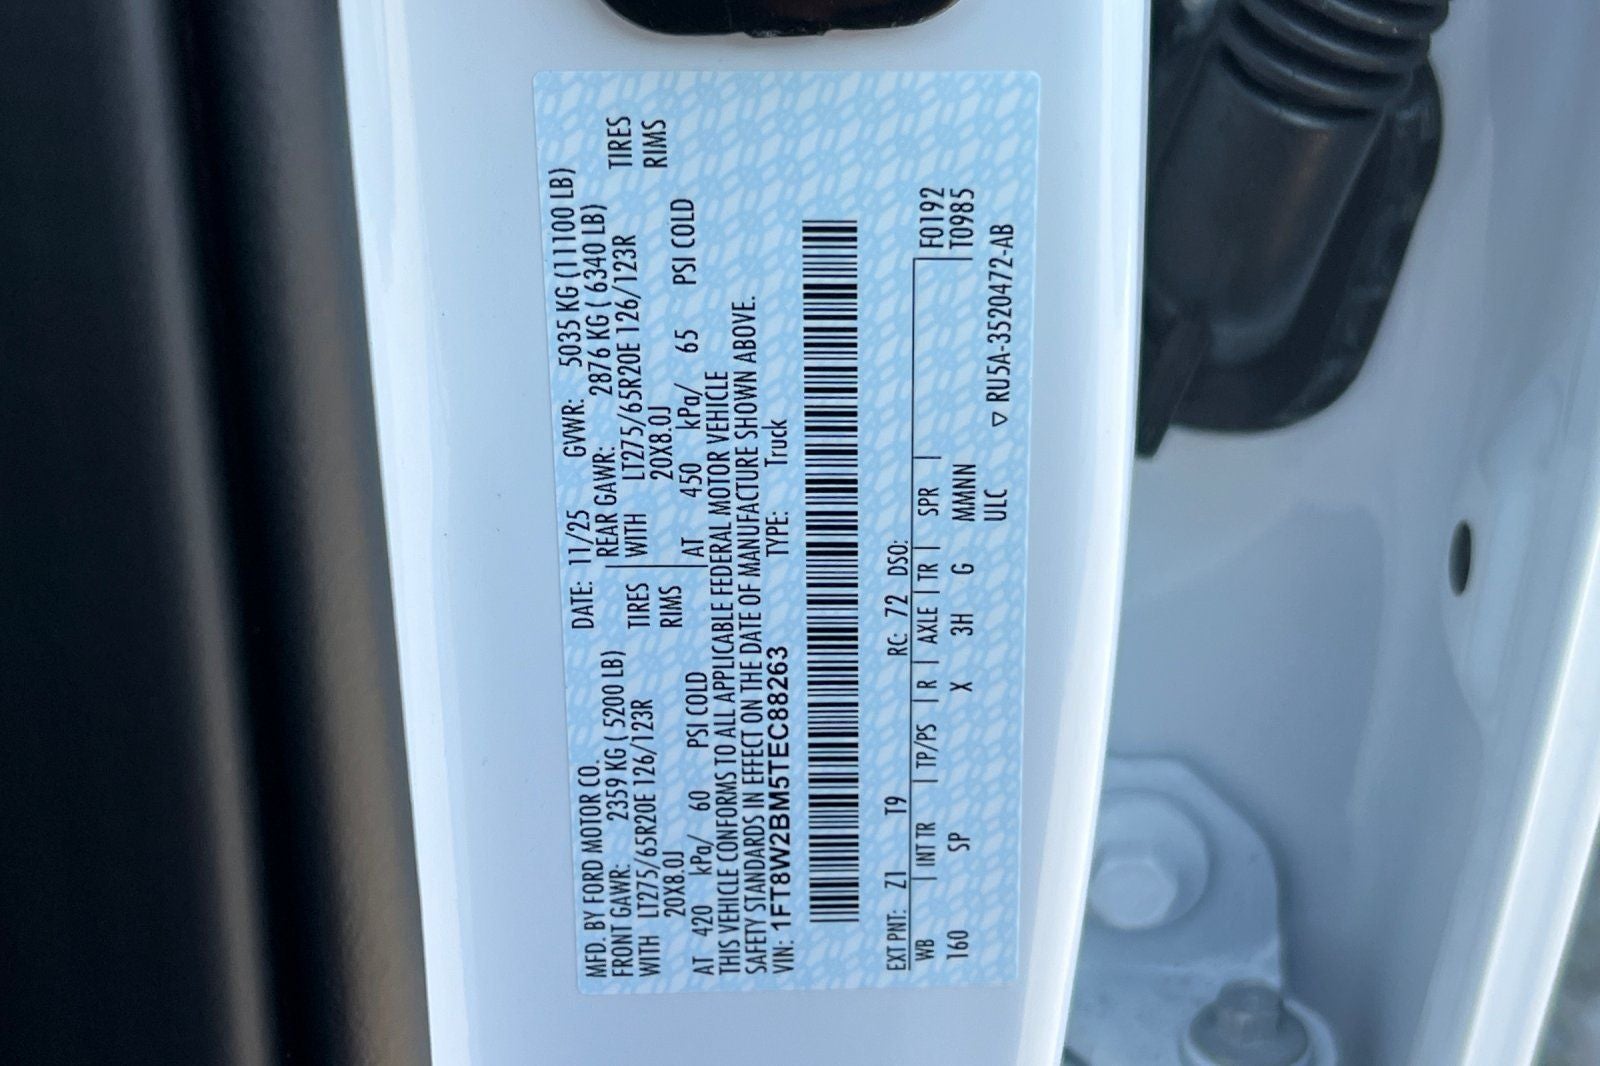 MFD. BY FORD MOTOR CO. DATE: 11/25 GVWR: 5035 KG (11100 LB)
FRONT GAWR: 2359 KG ( 5200 LB) REAR GAWR: 2876 KG ( 6340 LB)
WITH LT275/65R20E 126/123R TIRES WITH LT275/65R20E 126/123R TIRES
20X8.0J RIMS 20X8.0J RIMS
AT 420 kPa/ 60 PSI COLD AT 450 kPa/ 65 PSI COLD
THIS VEHICLE CONFORMS TO ALL APPLICABLE FEDERAL MOTOR VEHICLE
SAFETY STANDARDS IN EFFECT ON THE DATE OF MANUFACTURE SHOWN ABOVE.
VIN: 1FT8W2BM5TEC88263 TYPE: Truck
EXT PNT: Z1 T9 RC: 72 DSO:
WB INT TR TP/PS R AXLE TR SPR F0192
160 SP X 3H G MMNN T0985
ULC ▽ RU5A-3520472-AB